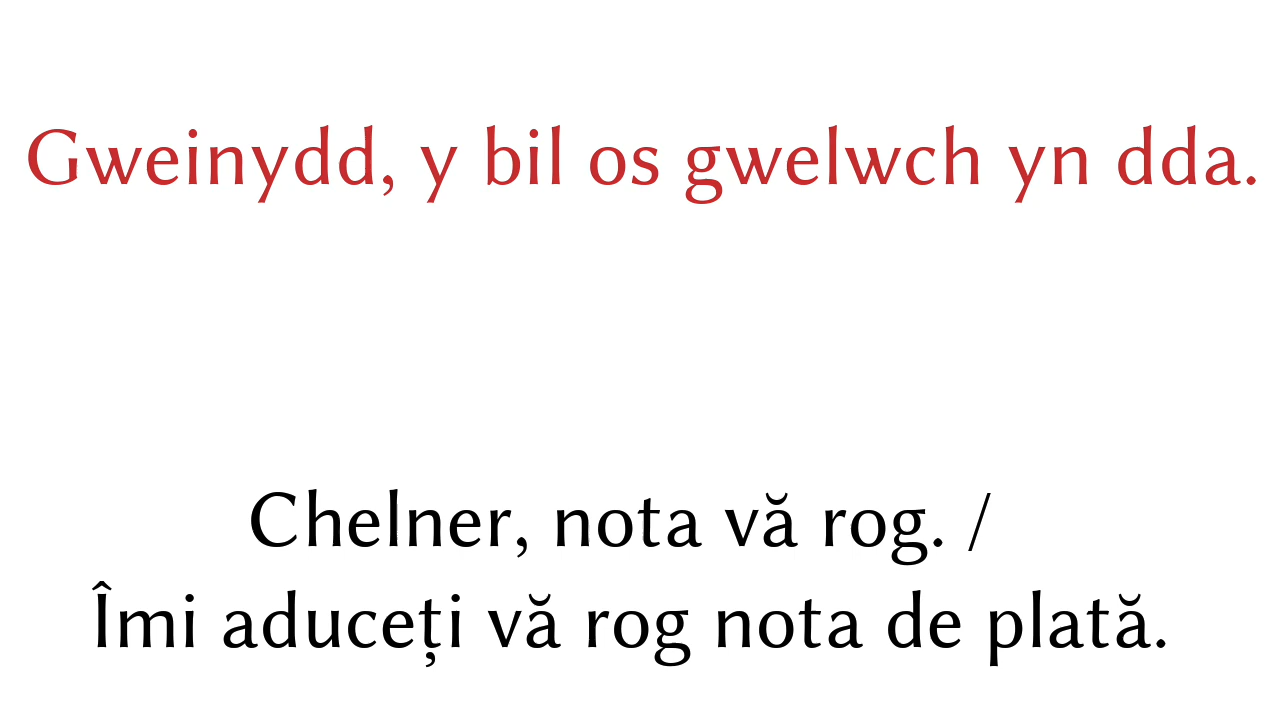 Gweinydd, y bil os gwelwch yn dda.
Chelner, nota vă rog. /
Îmi aduceți vă rog nota de plată.